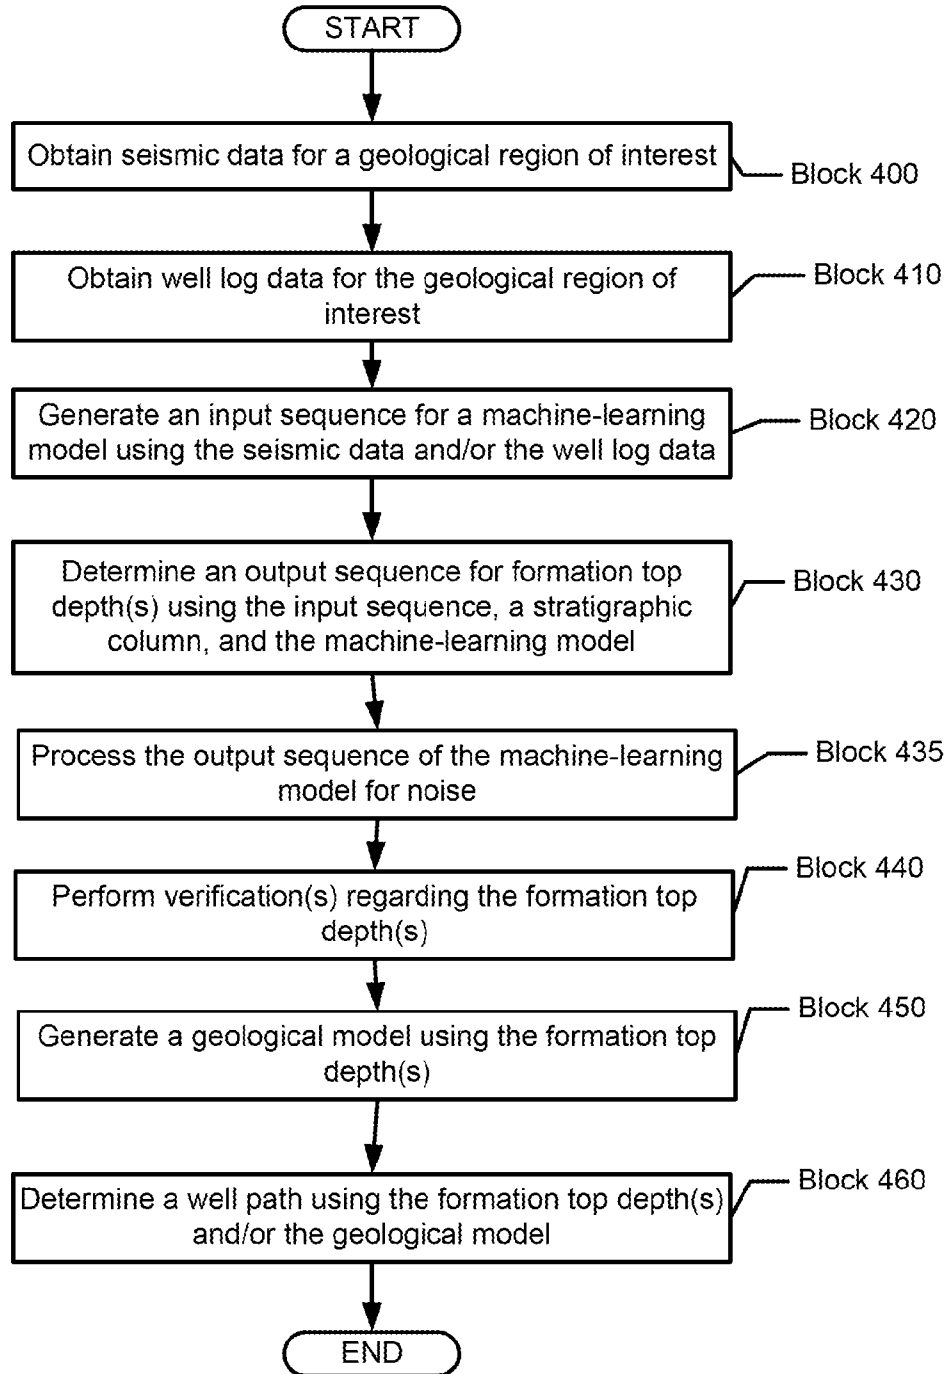 START
Obtain seismic data for a geological region of interest
Block 400
Obtain well log data for the geological region of
interest
Block 410
Generate an input sequence for a machine-learning
model using the seismic data and/or the well log data
Block 420
Determine an output sequence for formation top
depth(s) using the input sequence, a stratigraphic
column, and the machine-learning model
Block 430
Process the output sequence of the machine-learning
model for noise
Block 435
Perform verification(s) regarding the formation top
depth(s)
Block 440
Generate a geological model using the formation top
depth(s)
Block 450
Determine a well path using the formation top depth(s)
and/or the geological model
Block 460
END